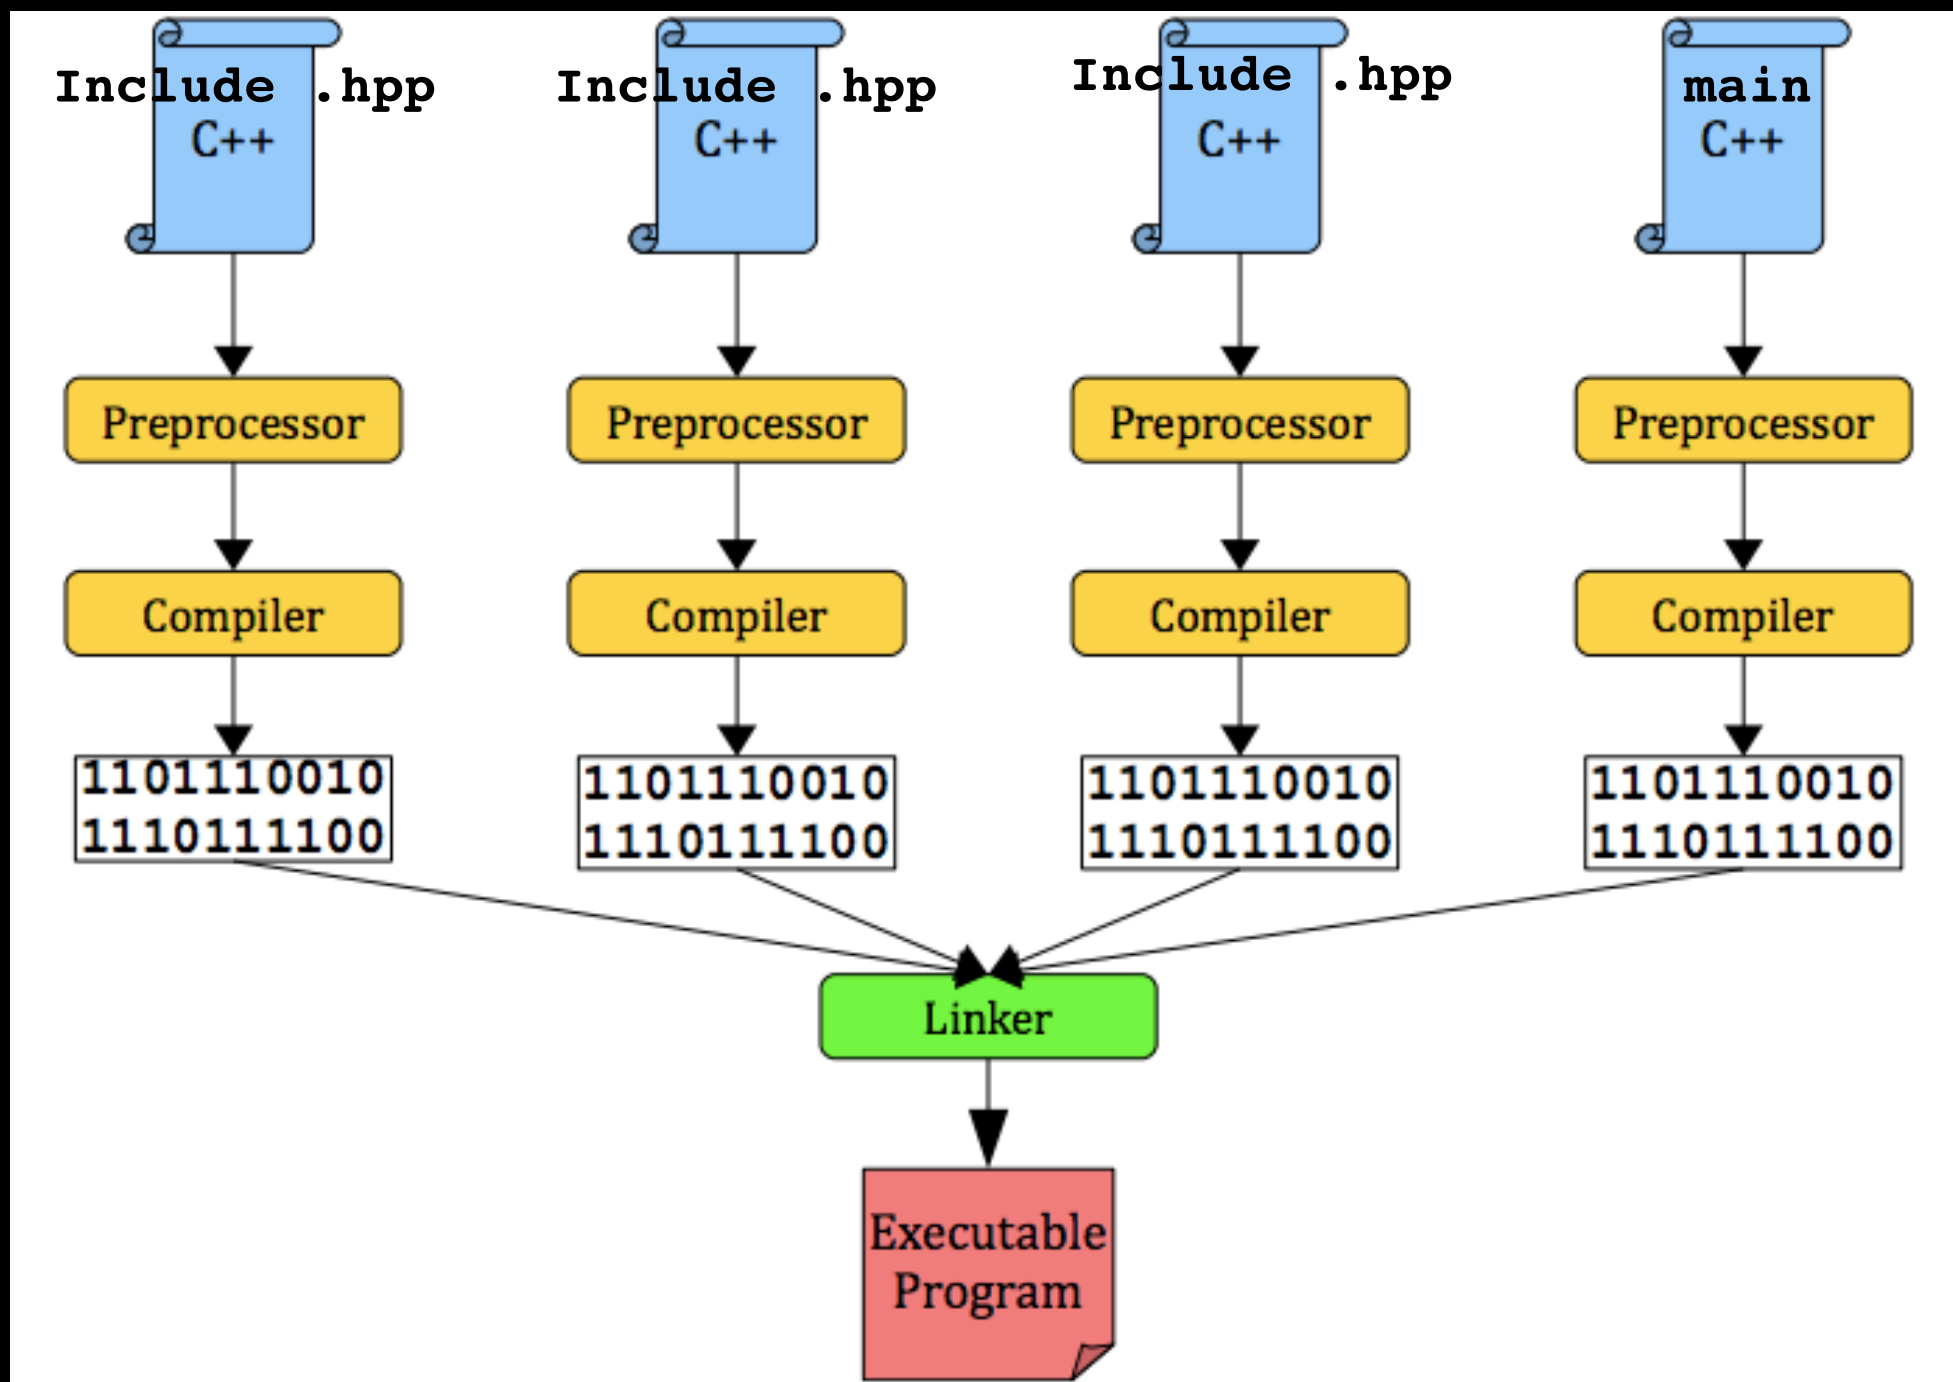 Include .hpp
C++
Include .hpp
C++
Include .hpp
C++
main
C++
Preprocessor
Preprocessor
Preprocessor
Preprocessor
Compiler
Compiler
Compiler
Compiler
1101110010
1110111100
1101110010
1110111100
1101110010
1110111100
1101110010
1110111100
Linker
Executable
Program